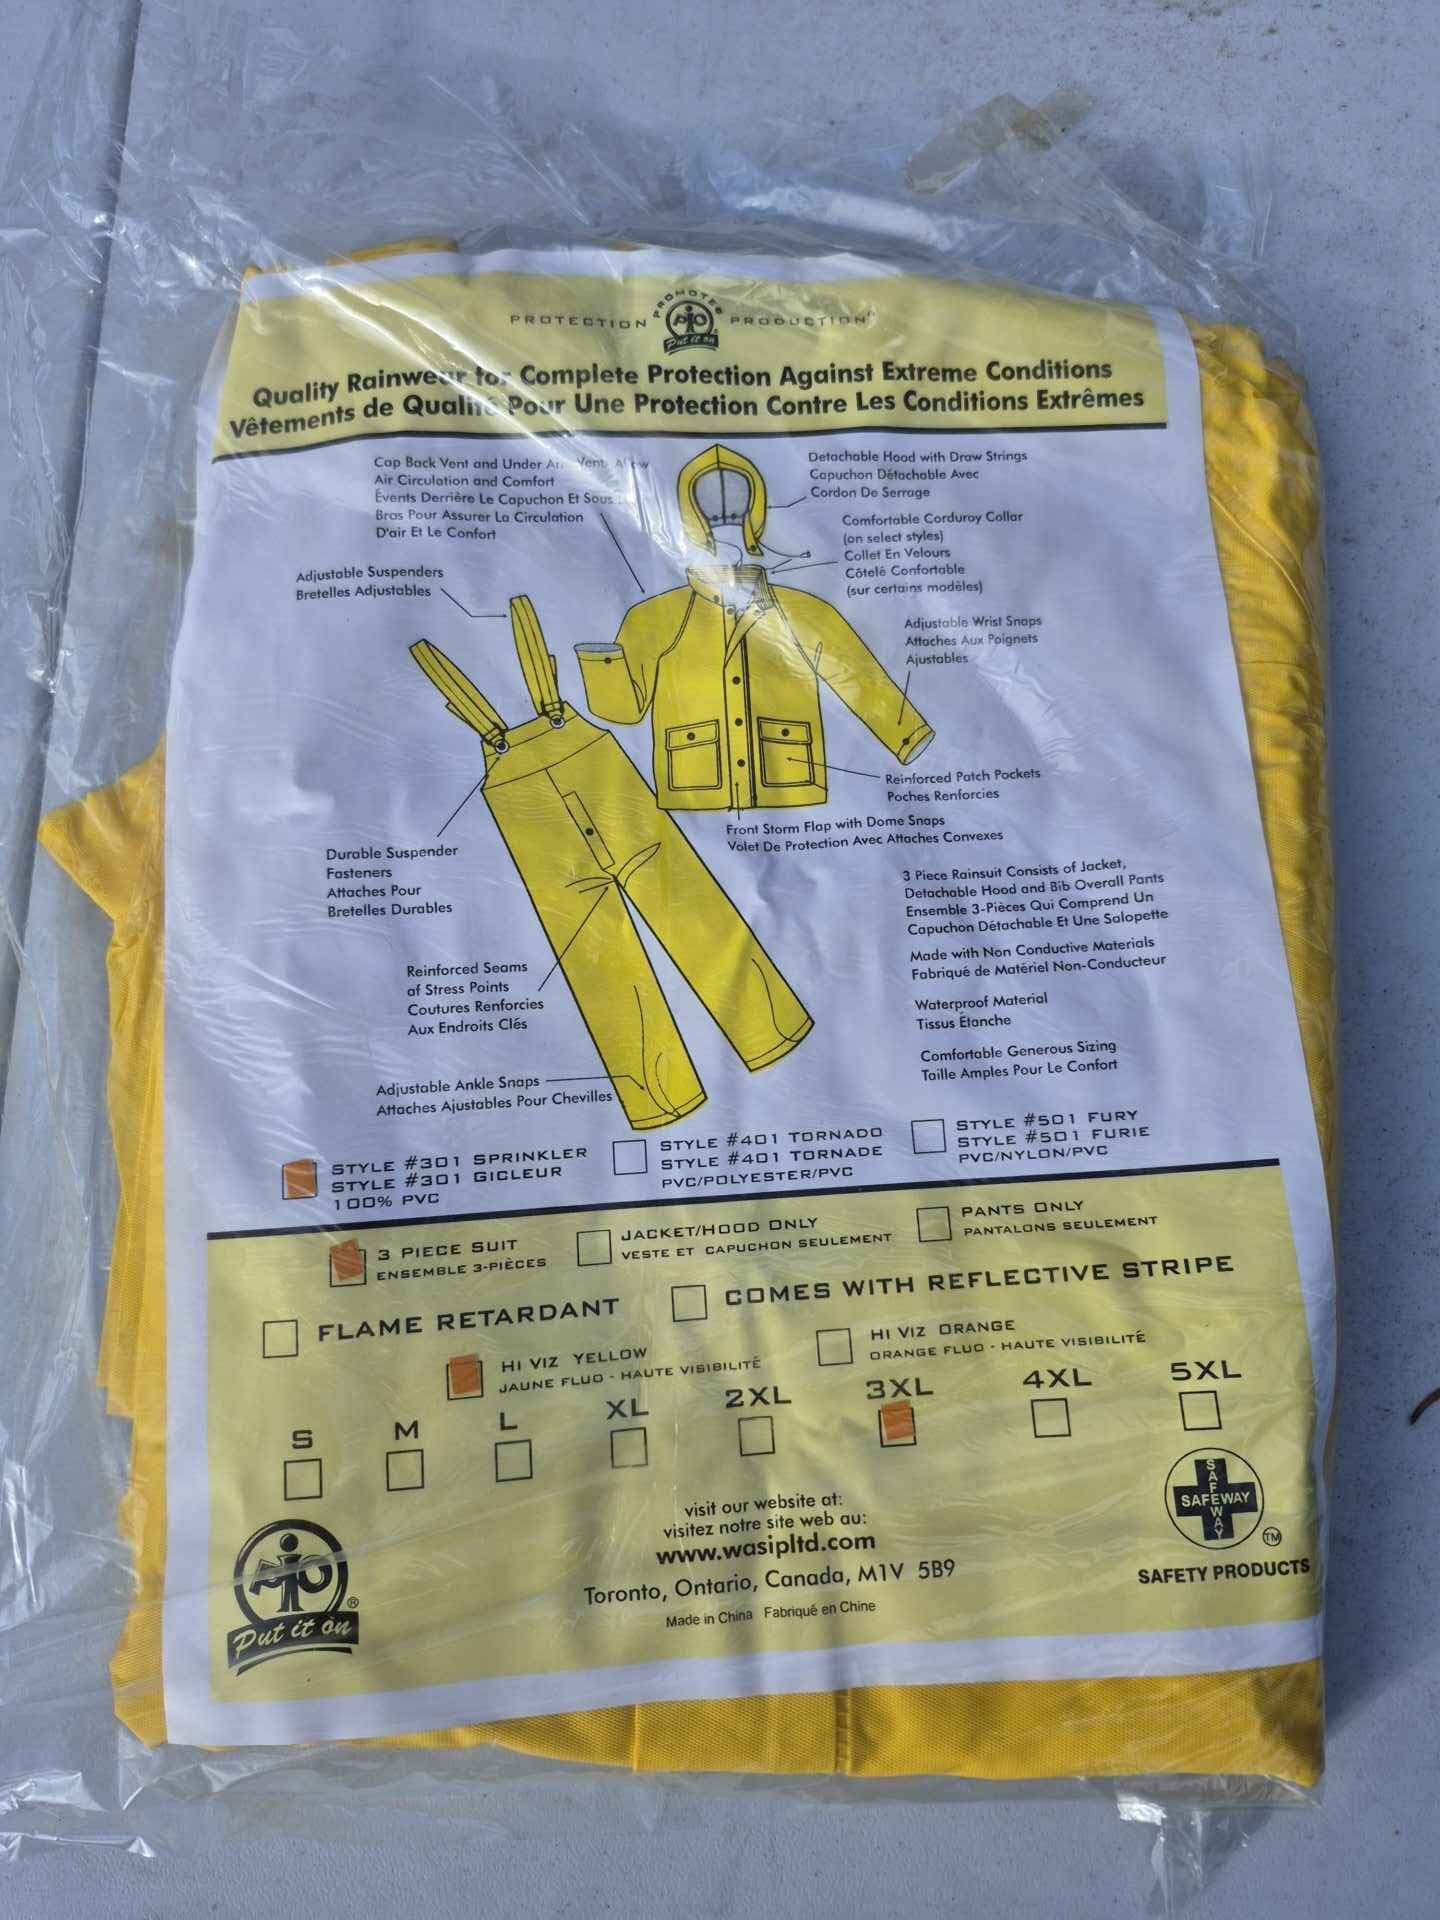 PROTECTION PROMOTES PRODUCTION
Put it on
Quality Rainwear for Complete Protection Against Extreme Conditions
Vêtements de Qualité Pour Une Protection Contre Les Conditions Extrêmes
Cap Back Vent and Under Arm Vents Allow
Air Circulation and Comfort
Évents Derrière Le Capuchon Et Sous
Bras Pour Assurer La Circulation
D'air Et Le Confort
Detachable Hood with Draw Strings
Capuchon Détachable Avec
Cordon De Serrage
Comfortable Corduroy Collar
(on select styles)
Collet En Velours
Côtelé Confortable
(sur certains modèles)
Adjustable Suspenders
Bretelles Adjustables
Adjustable Wrist Snaps
Attaches Aux Poignets
Ajustables
Reinforced Patch Pockets
Poches Renforcies
Front Storm Flap with Dome Snaps
Volet De Protection Avec Attaches Convexes
Durable Suspender
Fasteners
Attaches Pour
Bretelles Durables
3 Piece Rainsuit Consists of Jacket,
Detachable Hood and Bib Overall Pants
Ensemble 3-Pièces Qui Comprend Un
Capuchon Détachable Et Une Salopette
Made with Non Conductive Materials
Fabriqué de Matériel Non-Conducteur
Waterproof Material
Tissus Étanche
Comfortable Generous Sizing
Taille Amples Pour Le Confort
Reinforced Seams
at Stress Points
Coutures Renforcies
Aux Endroits Clés
Adjustable Ankle Snaps
Attaches Ajustables Pour Chevilles
STYLE #301 SPRINKLER
STYLE #301 GICLEUR
100% PVC
STYLE #401 TORNADO
STYLE #401 TORNADE
PVC/POLYESTER/PVC
STYLE #501 FURY
STYLE #501 FURIE
PVC/NYLON/PVC
3 PIECE SUIT
ENSEMBLE 3-PIÈCES
JACKET/HOOD ONLY
VESTE ET CAPUCHON SEULEMENT
PANTS ONLY
PANTALONS SEULEMENT
FLAME RETARDANT
COMES WITH REFLECTIVE STRIPE
HI VIZ YELLOW
JAUNE FLUO - HAUTE VISIBILITÉ
HI VIZ ORANGE
ORANGE FLUO - HAUTE VISIBILITÉ
S M L XL 2XL 3XL 4XL 5XL
visit our website at:
visitez notre site web au:
www.wasipltd.com
Toronto, Ontario, Canada, M1V 5B9
Made in China Fabriqué en Chine
PIO
®
Put it on
SAFEWAY
SAFEWAY
TM
SAFETY PRODUCTS